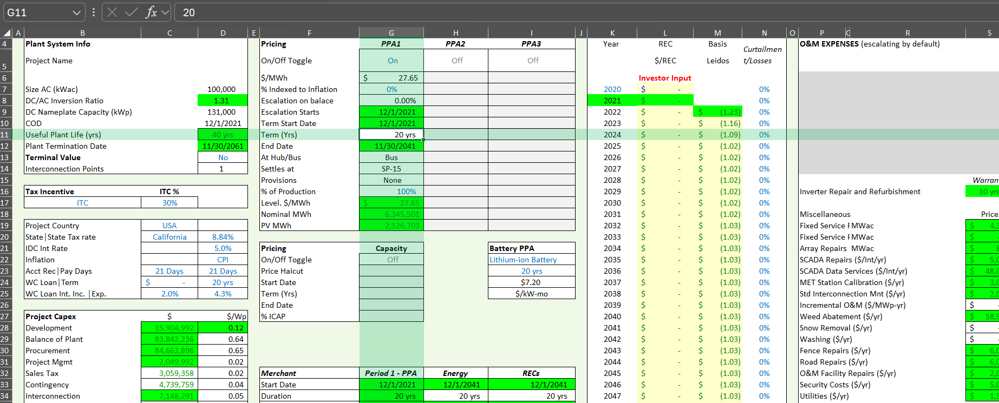 G11 fx 20
A B C D E F G H I J K L M N O P Q R S
4 Plant System Info Pricing PPA1 PPA2 PPA3 Year REC Basis O&M EXPENSES (escalating by default)
5 Project Name On/Off Toggle On Off Off $/REC Leidos Curtailmen t/Losses
6 $/MWh $ 27.65 Investor Input
7 Size AC (kWac) 100,000 % Indexed to Inflation 0% 2020 $ - 0%
8 DC/AC Inversion Ratio 1.31 Escalation on balace 0.00% 2021 $ - 0%
9 DC Nameplate Capacity (kWp) 131,000 Escalation Starts 12/1/2021 2022 $ - $ (1.23) 0%
10 COD 12/1/2021 Term Start Date 12/1/2021 2023 $ - $ (1.16) 0%
11 Useful Plant Life (yrs) 40 yrs Term (Yrs) 20 yrs 2024 $ - $ (1.09) 0%
12 Plant Termination Date 11/30/2061 End Date 11/30/2041 2025 $ - $ (1.02) 0%
13 Terminal Value No At Hub/Bus Bus 2026 $ - $ (1.02) 0%
14 Interconnection Points 1 Settles at SP-15 2027 $ - $ (1.02) 0%
15 Provisions None 2028 $ - $ (1.02) 0% Warran
16 Tax Incentive ITC % % of Production 100% 2029 $ - $ (1.02) 0% Inverter Repair and Refurbishment 10 yrs
17 ITC 30% Level. $/MWh $ 27.65 2030 $ - $ (1.02) 0%
18 Nominal MWh 6,345,501 2031 $ - $ (1.02) 0% Miscellaneous Price
19 Project Country USA PV MWh 2,126,703 2032 $ - $ (1.03) 0% Fixed Service F MWac $ 4,
20 State|State Tax rate California 8.84% 2033 $ - $ (1.03) 0% Fixed Service F MWac $
21 IDC Int Rate 5.0% Pricing Capacity Battery PPA 2034 $ - $ (1.03) 0% Array Repairs MWac $
22 Inflation CPI On/Off Toggle Off Lithium-ion Battery 2035 $ - $ (1.03) 0% SCADA Repairs ($/Int/yr) $ 5,
23 Acct Rec|Pay Days 21 Days 21 Days Price Haicut 20 yrs 2036 $ - $ (1.03) 0% SCADA Data Services ($/Int/yr) $ 48,
24 WC Loan|Term $ - 20 yrs Start Date $7.20 2037 $ - $ (1.03) 0% MET Station Calibration ($/yr) $ 3,
25 WC Loan Int. Inc. |Exp. 2.0% 4.3% Term (Yrs) $/kW-mo 2038 $ - $ (1.03) 0% Std Interconnection Mnt ($/yr) $ 2,
26 End Date 2039 $ - $ (1.03) 0% Incremental O&M ($/MWp-yr) $ -
27 Project Capex $ $/Wp % ICAP 2040 $ - $ (1.03) 0% Weed Abatement ($/yr) $ 58,
28 Development 15,904,992 0.12 2041 $ - $ (1.03) 0% Snow Removal ($/yr) $ -
29 Balance of Plant 83,842,236 0.64 2042 $ - $ (1.03) 0% Washing ($/yr) $ -
30 Procurement 84,662,896 0.65 2043 $ - $ (1.03) 0% Fence Repairs ($/yr) $ 6,
31 Project Mgmt 2,049,992 0.02 2044 $ - $ (1.03) 0% Road Repairs ($/yr) $ 6,
32 Sales Tax 3,059,358 0.02 Merchant Period 1 - PPA Energy RECs 2045 $ - $ (1.03) 0% O&M Facility Repairs ($/yr) $ 2,
33 Contingency 4,739,759 0.04 Start Date 12/1/2021 12/1/2041 12/1/2041 2046 $ - $ (1.03) 0% Security Costs ($/yr) $ 5,
34 Interconnection 7,148,291 0.05 Duration 20 yrs 20 yrs 20 yrs 2047 $ - $ (1.03) 0% Utilities ($/yr) $ 1,